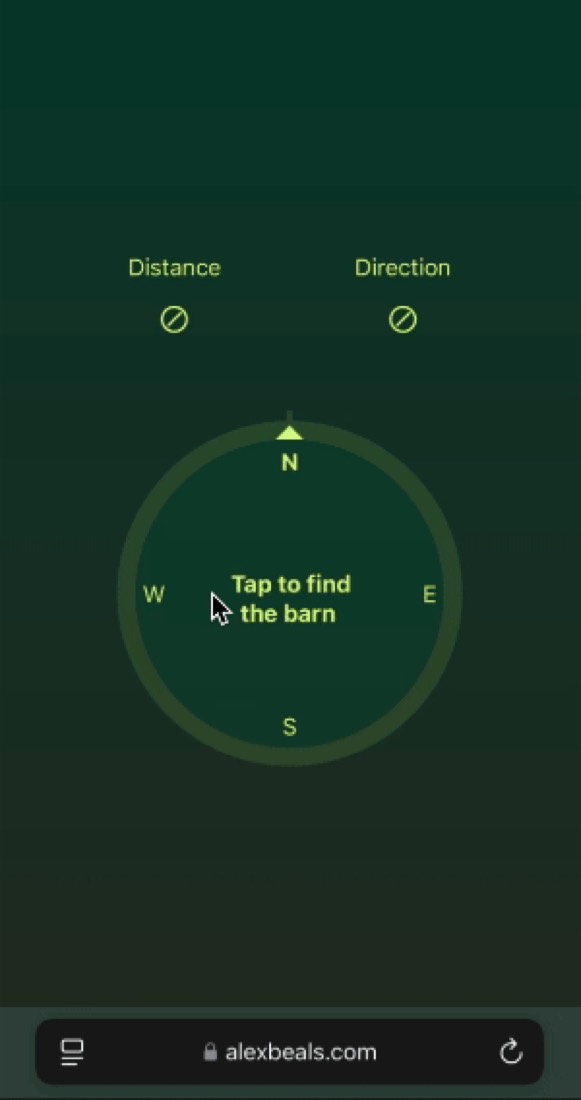 Distance
Direction
N
W
Tap to find
the barn
E
S
alexbeals.com